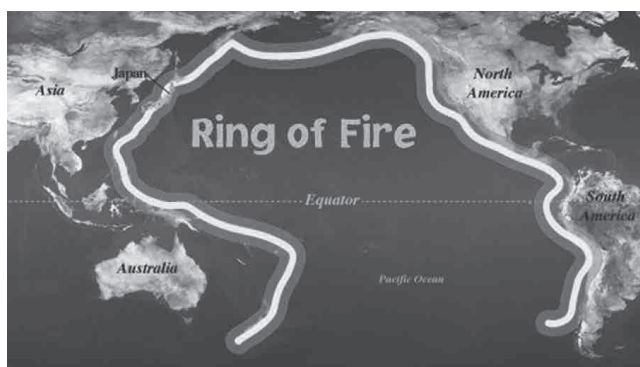 Asia
Japan
North
America
Ring of Fire
Equator
South
America
Australia
Pacific Ocean